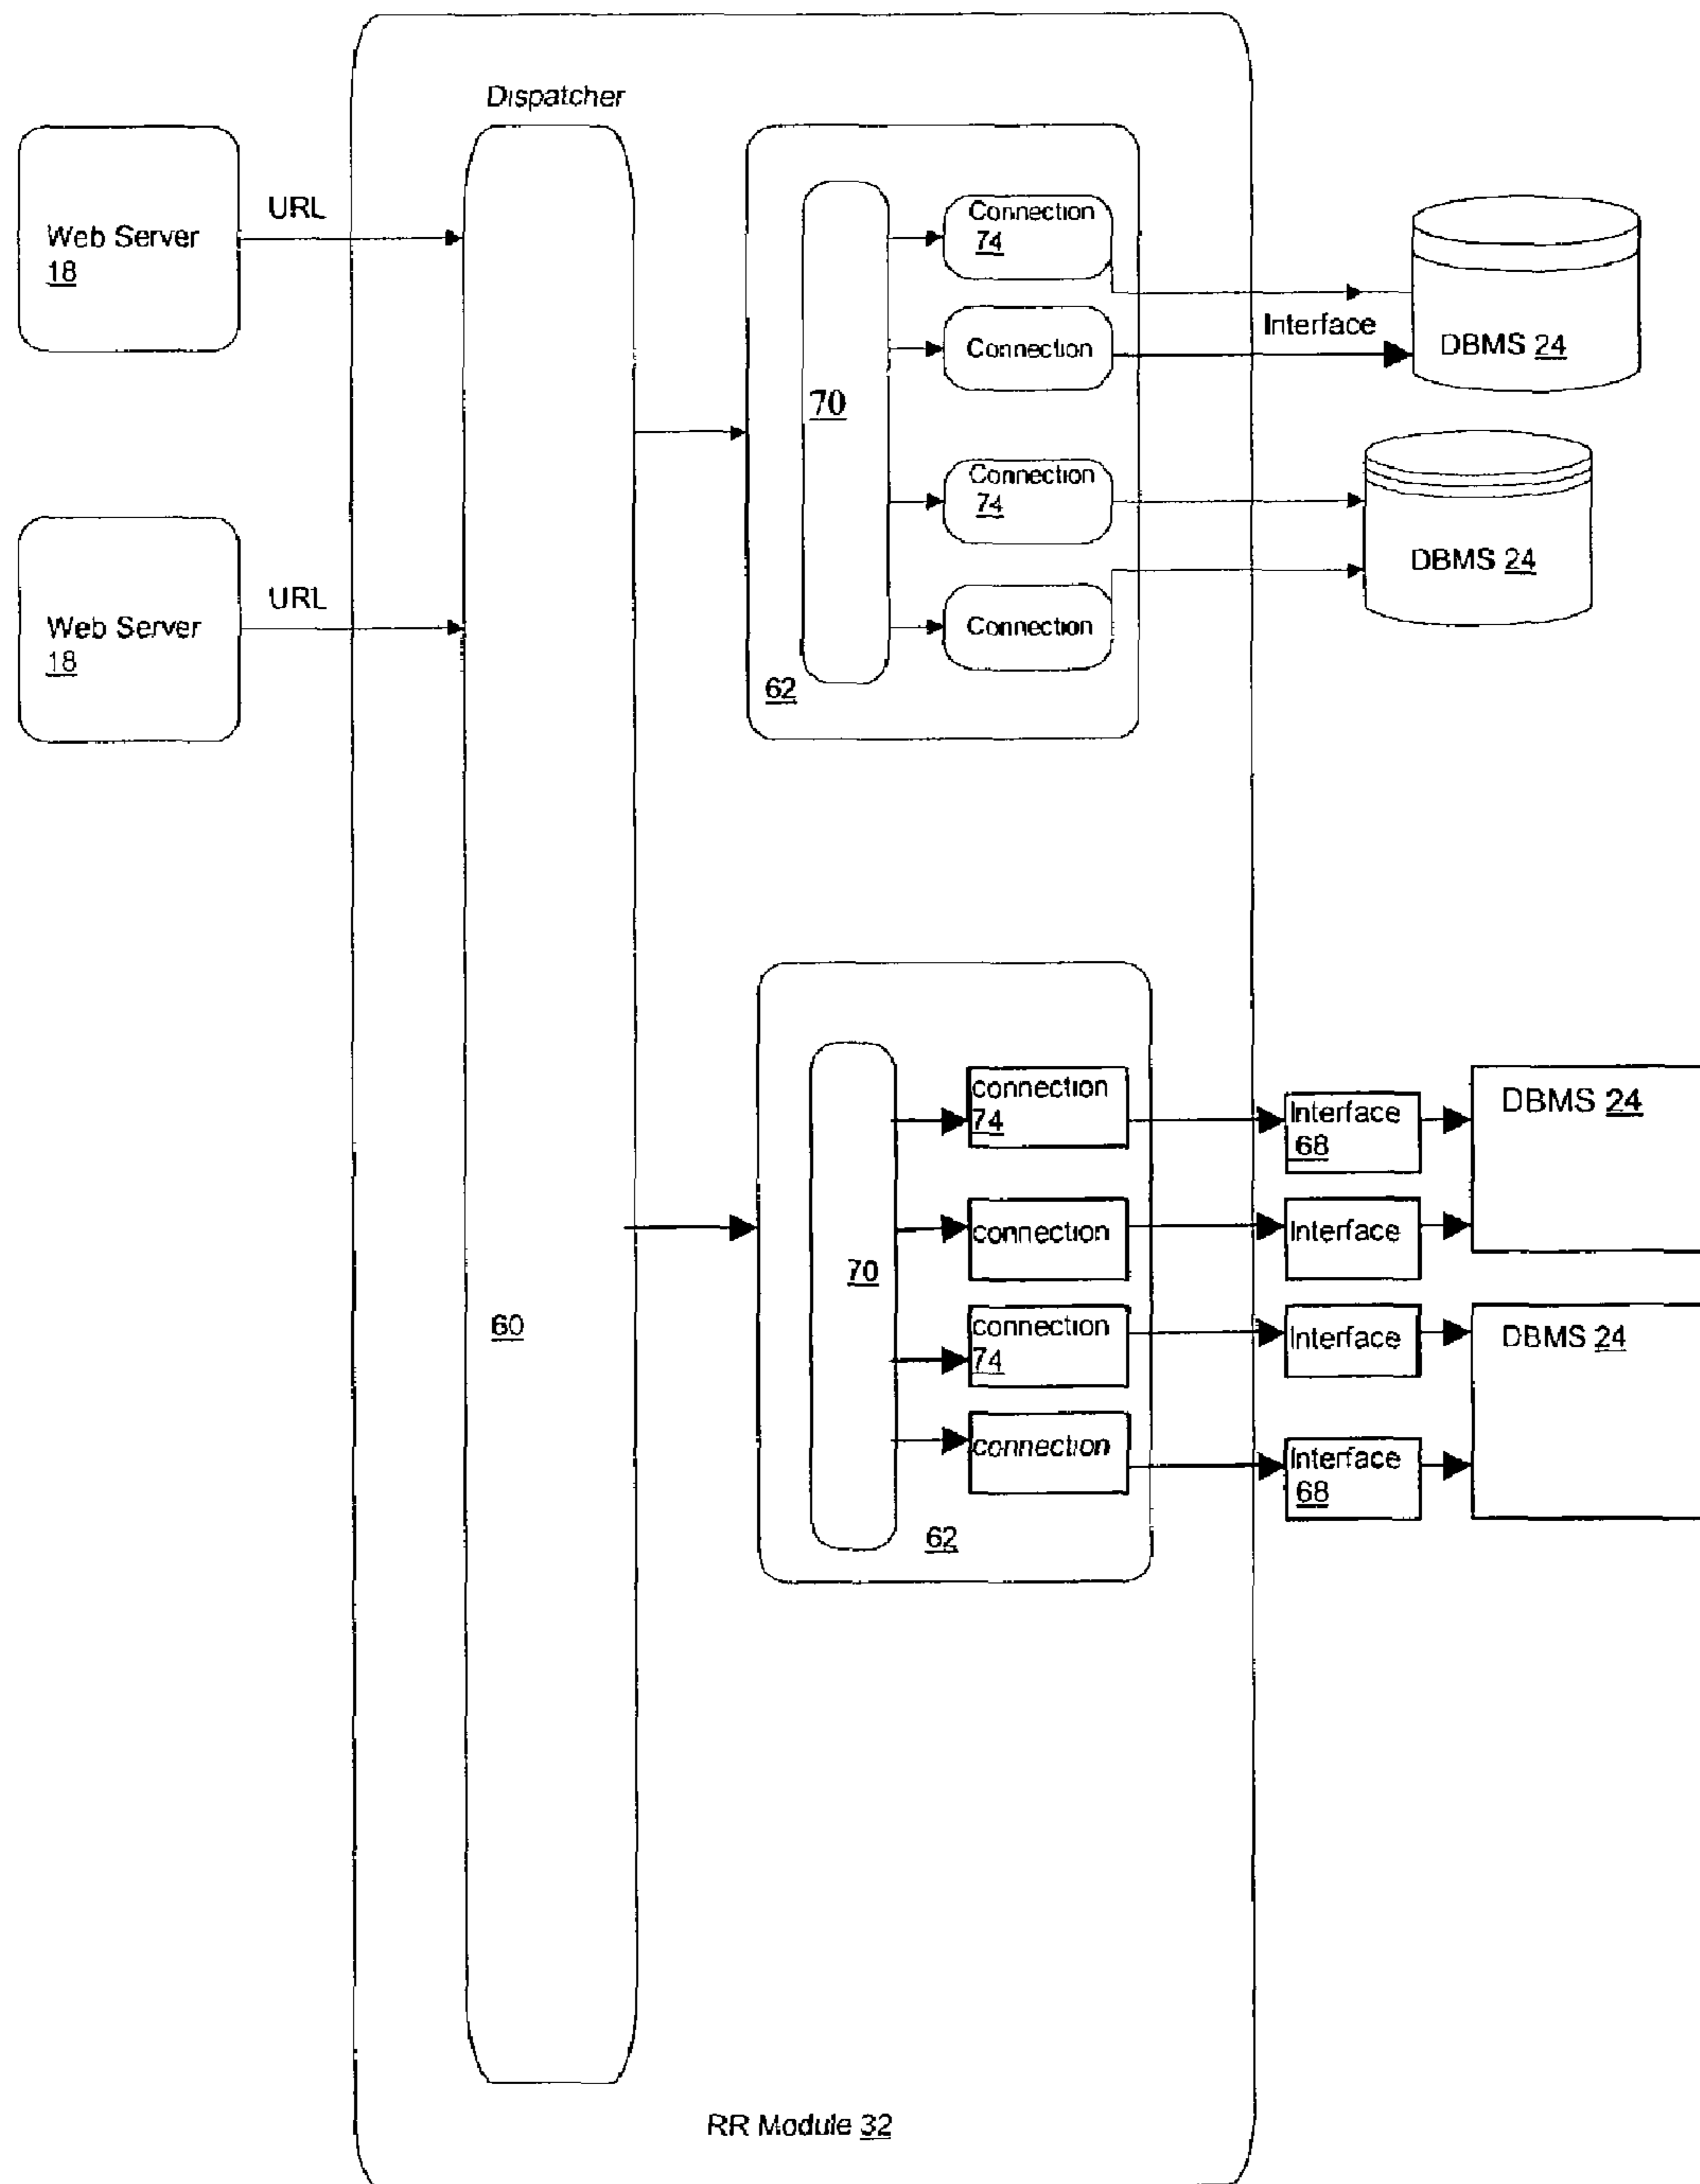 Dispatcher
Web Server
18
URL
Connection
74
Connection
Interface
DBMS 24
70
Connection
74
DBMS 24
Connection
62
Web Server
18
URL
connection
74
Interface
68
DBMS 24
connection
Interface
70
60
connection
74
Interface
DBMS 24
connection
Interface
68
62
RR Module 32